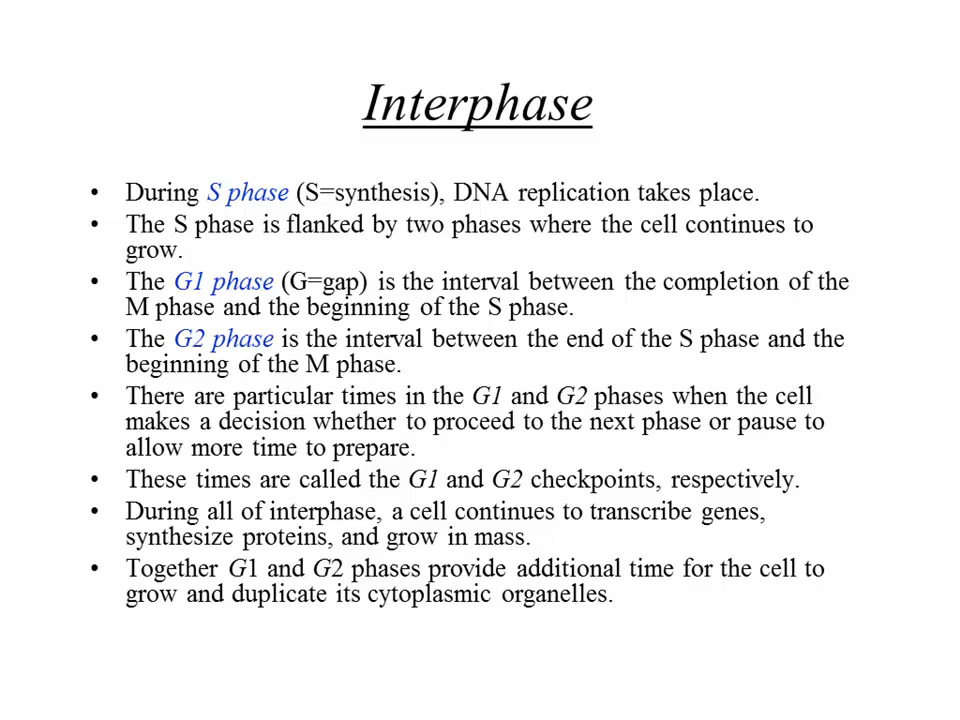 Interphase
• During S phase (S=synthesis), DNA replication takes place.
• The S phase is flanked by two phases where the cell continues to
grow.
• The G1 phase (G=gap) is the interval between the completion of the
M phase and the beginning of the S phase.
• The G2 phase is the interval between the end of the S phase and the
beginning of the M phase.
• There are particular times in the G1 and G2 phases when the cell
makes a decision whether to proceed to the next phase or pause to
allow more time to prepare.
• These times are called the G1 and G2 checkpoints, respectively.
• During all of interphase, a cell continues to transcribe genes,
synthesize proteins, and grow in mass.
• Together G1 and G2 phases provide additional time for the cell to
grow and duplicate its cytoplasmic organelles.